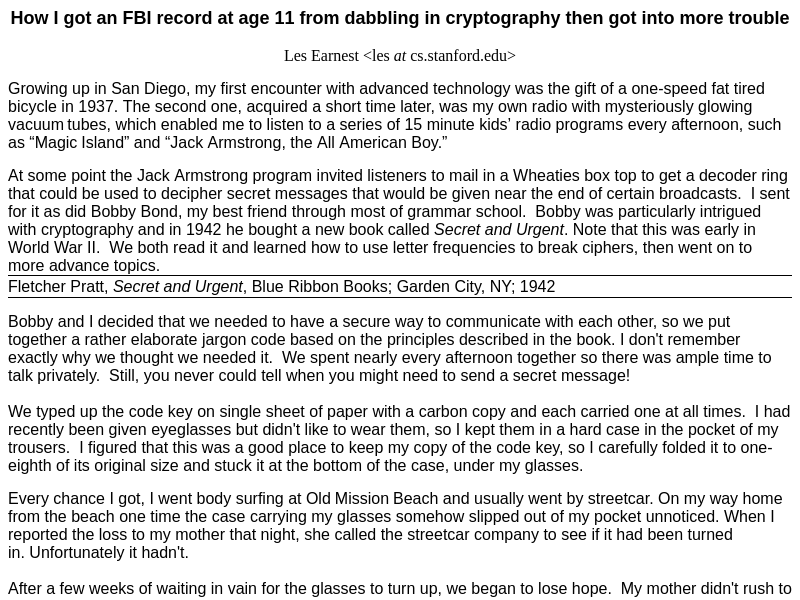 How I got an FBI record at age 11 from dabbling in cryptography then got into more trouble
Les Earnest <les at cs.stanford.edu>
Growing up in San Diego, my first encounter with advanced technology was the gift of a one-speed fat tired
bicycle in 1937. The second one, acquired a short time later, was my own radio with mysteriously glowing
vacuum tubes, which enabled me to listen to a series of 15 minute kids’ radio programs every afternoon, such
as “Magic Island” and “Jack Armstrong, the All American Boy.”
At some point the Jack Armstrong program invited listeners to mail in a Wheaties box top to get a decoder ring
that could be used to decipher secret messages that would be given near the end of certain broadcasts.  I sent
for it as did Bobby Bond, my best friend through most of grammar school.  Bobby was particularly intrigued
with cryptography and in 1942 he bought a new book called Secret and Urgent. Note that this was early in
World War II.  We both read it and learned how to use letter frequencies to break ciphers, then went on to
more advance topics.
Fletcher Pratt, Secret and Urgent, Blue Ribbon Books; Garden City, NY; 1942
Bobby and I decided that we needed to have a secure way to communicate with each other, so we put
together a rather elaborate jargon code based on the principles described in the book. I don't remember
exactly why we thought we needed it.  We spent nearly every afternoon together so there was ample time to
talk privately.  Still, you never could tell when you might need to send a secret message!
We typed up the code key on single sheet of paper with a carbon copy and each carried one at all times.  I had
recently been given eyeglasses but didn't like to wear them, so I kept them in a hard case in the pocket of my
trousers.  I figured that this was a good place to keep my copy of the code key, so I carefully folded it to one-
eighth of its original size and stuck it at the bottom of the case, under my glasses.
Every chance I got, I went body surfing at Old Mission Beach and usually went by streetcar. On my way home
from the beach one time the case carrying my glasses somehow slipped out of my pocket unnoticed. When I
reported the loss to my mother that night, she called the streetcar company to see if it had been turned
in. Unfortunately it hadn't.
After a few weeks of waiting in vain for the glasses to turn up, we began to lose hope.  My mother didn't rush to